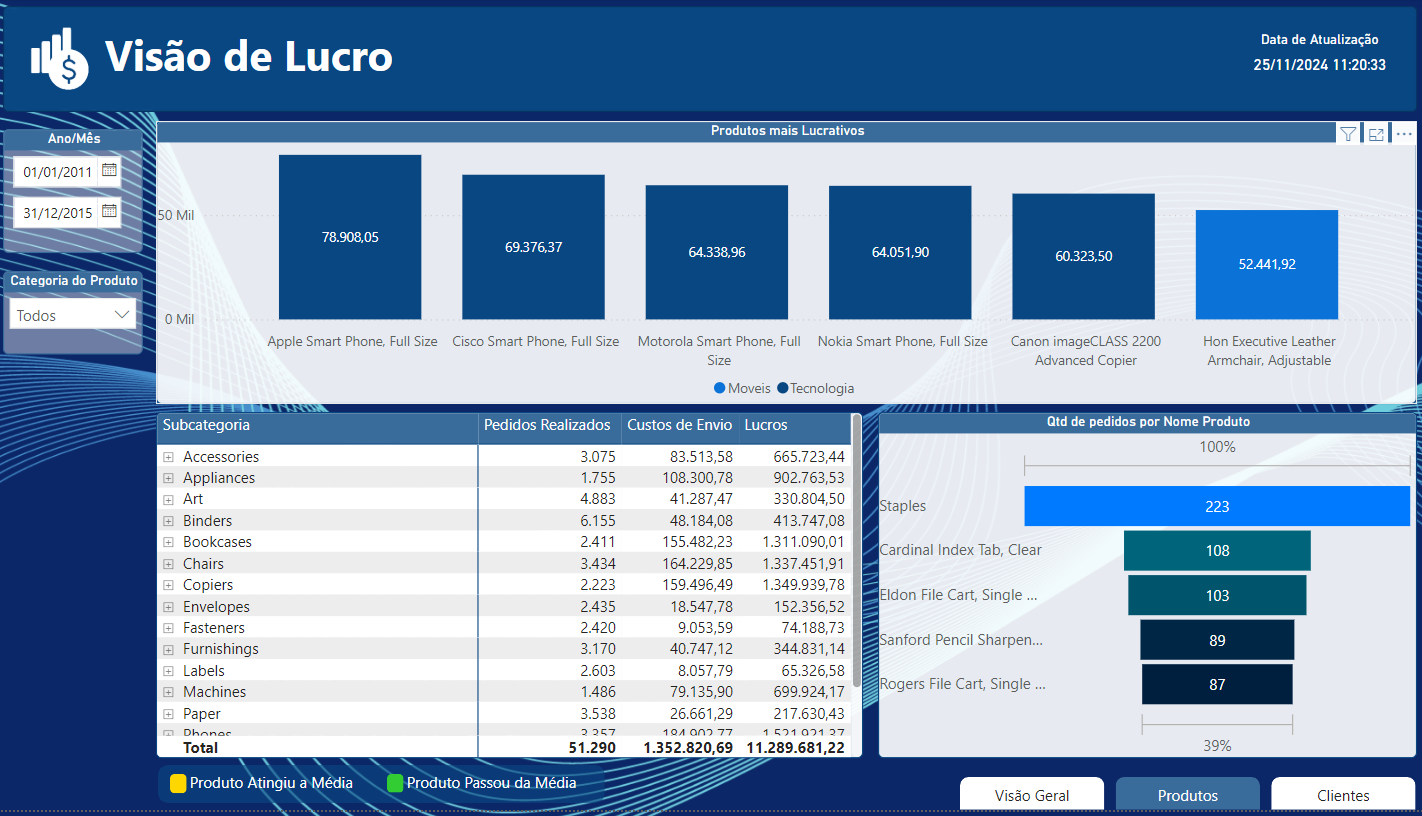 Visão de Lucro
Data de Atualização
25/11/2024 11:20:33
Ano/Mês
01/01/2011
31/12/2015
Categoria do Produto
Todos
Produtos mais Lucrativos
50 Mil
0 Mil
78.908,05
69.376,37
64.338,96
64.051,90
60.323,50
52.441,92
Apple Smart Phone, Full Size
Cisco Smart Phone, Full Size
Motorola Smart Phone, Full
Size
Nokia Smart Phone, Full Size
Canon imageCLASS 2200
Advanced Copier
Hon Executive Leather
Armchair, Adjustable
Moveis Tecnologia
Subcategoria Pedidos Realizados Custos de Envio Lucros
Accessories 3.075 83.513,58 665.723,44
Appliances 1.755 108.300,78 902.763,53
Art 4.883 41.287,47 330.804,50
Binders 6.155 48.184,08 413.747,08
Bookcases 2.411 155.482,23 1.311.090,01
Chairs 3.434 164.229,85 1.337.451,91
Copiers 2.223 159.496,49 1.349.939,78
Envelopes 2.435 18.547,78 152.356,52
Fasteners 2.420 9.053,59 74.188,73
Furnishings 3.170 40.747,12 344.831,14
Labels 2.603 8.057,79 65.326,58
Machines 1.486 79.135,90 699.924,17
Paper 3.538 26.661,29 217.630,43
Phones 3.357 184.902,77 1.521.921,37
Total 51.290 1.352.820,69 11.289.681,22
Produto Atingiu a Média
Produto Passou da Média
Qtd de pedidos por Nome Produto
100%
Staples 223
Cardinal Index Tab, Clear 108
Eldon File Cart, Single ... 103
Sanford Pencil Sharpen... 89
Rogers File Cart, Single ... 87
39%
Visão Geral
Produtos
Clientes